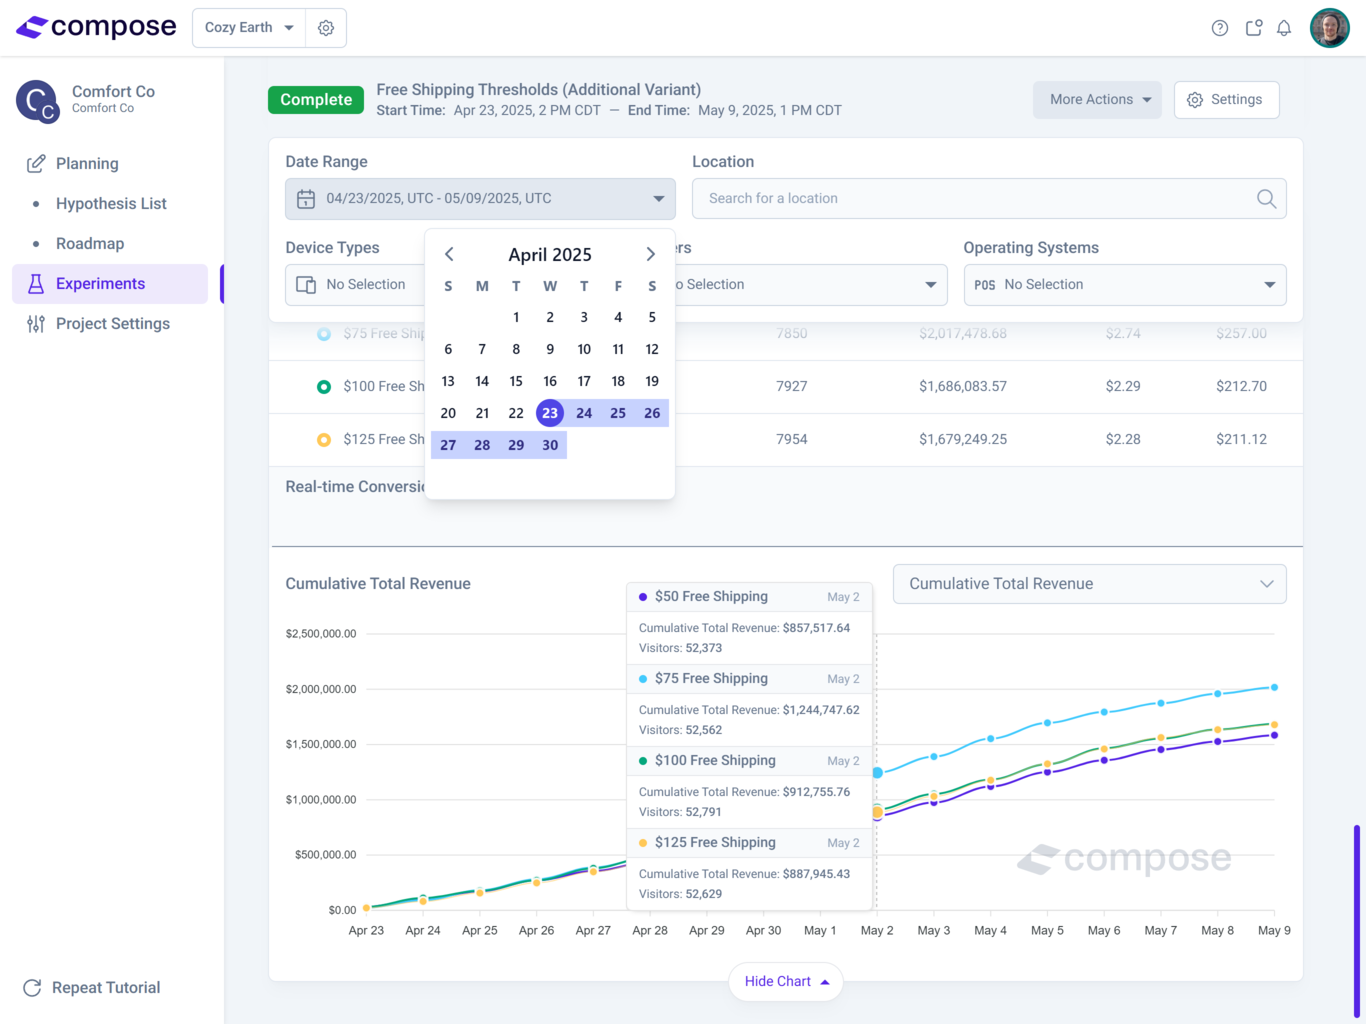 compose
Cozy Earth
Complete
Free Shipping Thresholds (Additional Variant)
Start Time: Apr 23, 2025, 2 PM CDT — End Time: May 9, 2025, 1 PM CDT
More Actions
Settings
C
C
Comfort Co
Comfort Co
Planning
Hypothesis List
Roadmap
Experiments
Project Settings
Repeat Tutorial
Date Range
04/23/2025, UTC - 05/09/2025, UTC
Location
Search for a location
Device Types
No Selection
ers
o Selection
Operating Systems
POS No Selection
April 2025
S M T W T F S
1 2 3 4 5
6 7 8 9 10 11 12
13 14 15 16 17 18 19
20 21 22 23 24 25 26
27 28 29 30
$75 Free Ship 7850 $2,017,478.68 $2.74 $257.00
$100 Free Sh 7927 $1,686,083.57 $2.29 $212.70
$125 Free Sh 7954 $1,679,249.25 $2.28 $211.12
Real-time Conversi
Cumulative Total Revenue
Cumulative Total Revenue
$2,500,000.00
$2,000,000.00
$1,500,000.00
$1,000,000.00
$500,000.00
$0.00
$50 Free Shipping May 2
Cumulative Total Revenue: $857,517.64
Visitors: 52,373
$75 Free Shipping May 2
Cumulative Total Revenue: $1,244,747.62
Visitors: 52,562
$100 Free Shipping May 2
Cumulative Total Revenue: $912,755.76
Visitors: 52,791
$125 Free Shipping May 2
Cumulative Total Revenue: $887,945.43
Visitors: 52,629
compose
Apr 23 Apr 24 Apr 25 Apr 26 Apr 27 Apr 28 Apr 29 Apr 30 May 1 May 2 May 3 May 4 May 5 May 6 May 7 May 8 May 9
Hide Chart